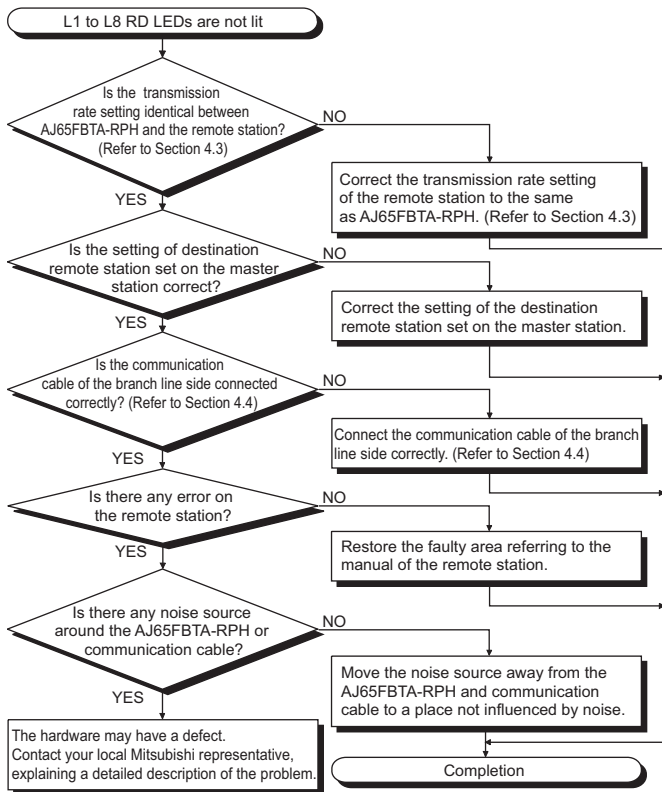 L1 to L8 RD LEDs are not lit
Is the transmission
rate setting identical between
AJ65FBTA-RPH and the remote station?
(Refer to Section 4.3)
NO
YES
Correct the transmission rate setting
of the remote station to the same
as AJ65FBTA-RPH. (Refer to Section 4.3)
Is the setting of destination
remote station set on the master
station correct?
NO
YES
Correct the setting of the destination
remote station set on the master station.
Is the communication
cable of the branch line side connected
correctly? (Refer to Section 4.4)
NO
YES
Connect the communication cable of the branch
line side correctly. (Refer to Section 4.4)
Is there any error on
the remote station?
NO
YES
Restore the faulty area referring to the
manual of the remote station.
Is there any noise source
around the AJ65FBTA-RPH or
communication cable?
NO
YES
Move the noise source away from the
AJ65FBTA-RPH and communication
cable to a place not influenced by noise.
The hardware may have a defect.
Contact your local Mitsubishi representative,
explaining a detailed description of the problem.
Completion